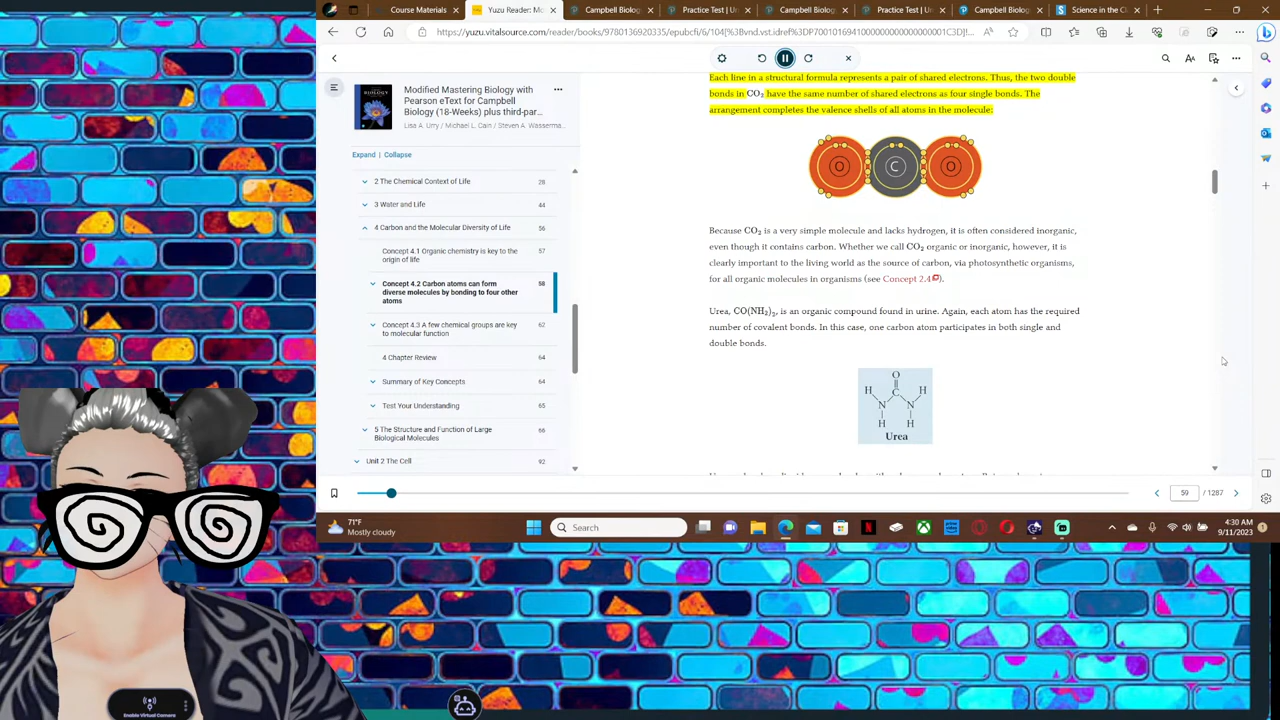 Course Materials
Yuzu Reader: Mo
Campbell Biolog
Practice Test | Un
Campbell Biolog
Practice Test | Un
Campbell Biolog
Science in the C
https://yuzu.vitalsource.com/reader/books/9780136920335/epubcfi/6/104[%3Bvnd.vst.idref%3DP70010169410000000000000000001C3D]!...
Modified Mastering Biology with
Pearson eText for Campbell
Biology (18-Weeks) plus third-par...
Lisa A. Urry / Michael L. Cain / Steven A. Wasserma...
Expand | Collapse
2 The Chemical Context of Life 28
3 Water and Life 44
4 Carbon and the Molecular Diversity of Life 56
Concept 4.1 Organic chemistry is key to the 57
origin of life
Concept 4.2 Carbon atoms can form 58
diverse molecules by bonding to four other
atoms
Concept 4.3 A few chemical groups are key 62
to molecular function
4 Chapter Review 64
Summary of Key Concepts 64
Test Your Understanding 65
5 The Structure and Function of Large 66
Biological Molecules
Unit 2 The Cell 92
Each line in a structural formula represents a pair of shared electrons. Thus, the two double
bonds in CO₂ have the same number of shared electrons as four single bonds. The
arrangement completes the valence shells of all atoms in the molecule:
O C O
Because CO₂ is a very simple molecule and lacks hydrogen, it is often considered inorganic,
even though it contains carbon. Whether we call CO₂ organic or inorganic, however, it is
clearly important to the living world as the source of carbon, via photosynthetic organisms,
for all organic molecules in organisms (see Concept 2.4).
Urea, CO(NH₂)₂, is an organic compound found in urine. Again, each atom has the required
number of covalent bonds. In this case, one carbon atom participates in both single and
double bonds.
O
H C H
N N
H H
Urea
59 / 1287
71°F
Mostly cloudy
Search
4:30 AM
9/11/2023
Enable Virtual Camera